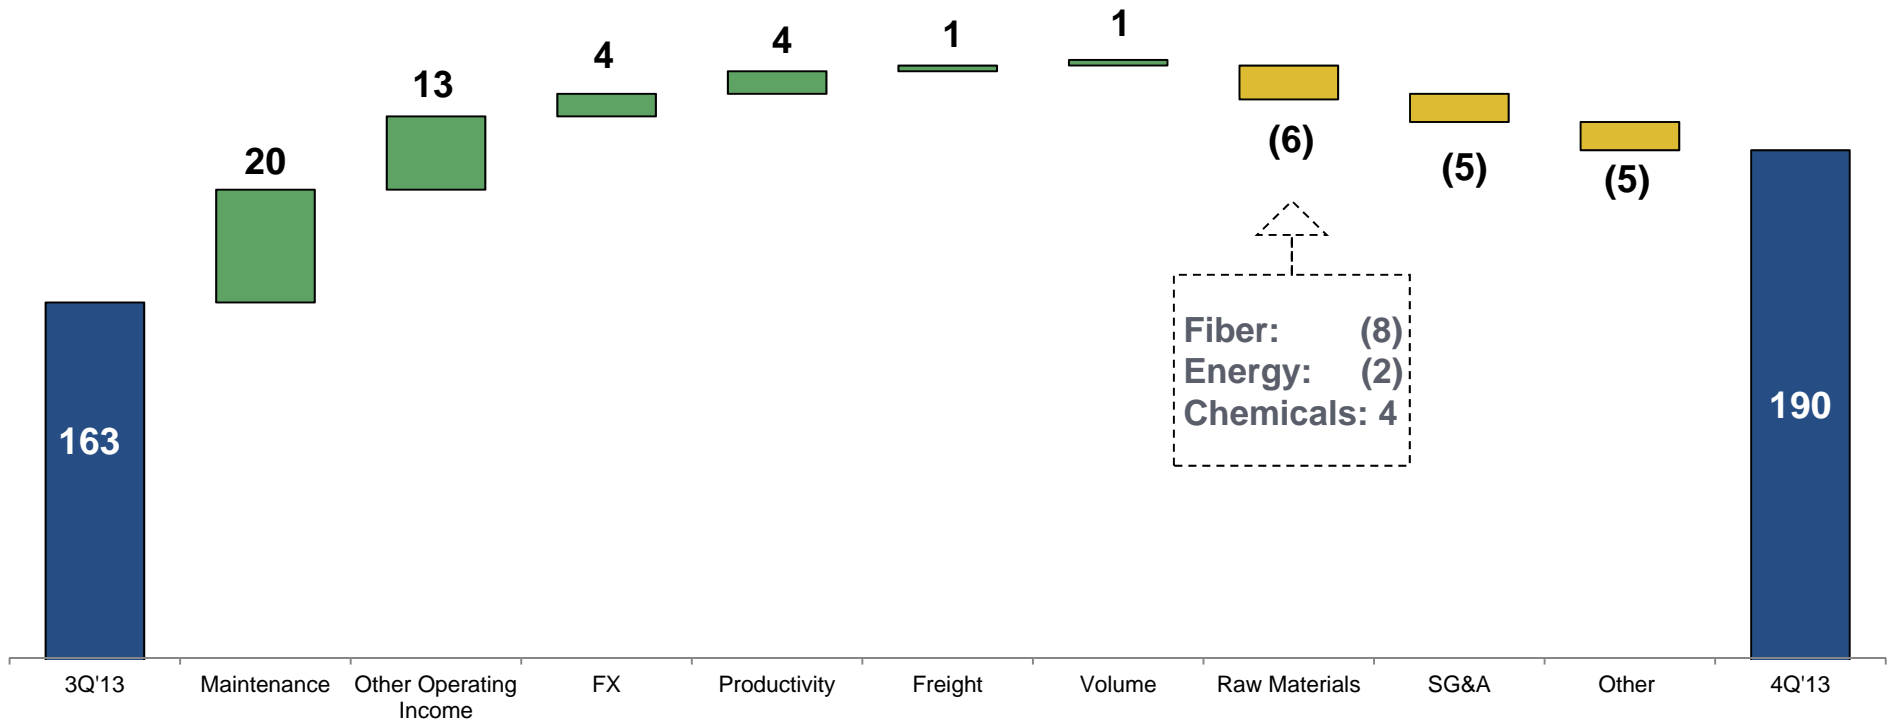 1
1
4
4
13
20
(6)
(5)
(5)
Fiber: (8)
Energy: (2)
Chemicals: 4
163
190
3Q'13
Maintenance
Other Operating
Income
FX
Productivity
Freight
Volume
Raw Materials
SG&A
Other
4Q'13